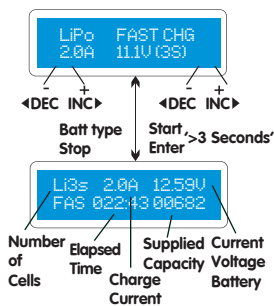 LiPo FAST CHG
2.0A 11.1V (3S)
- + - +
◄DEC INC► ◄DEC INC►
Batt type Start
Stop Enter '>3 Seconds'
Li3s 2.0A 12.59V
FAS 022:43 00682
Number of Cells
Elapsed Time
Charge Current
Supplied Capacity
Current Voltage Battery